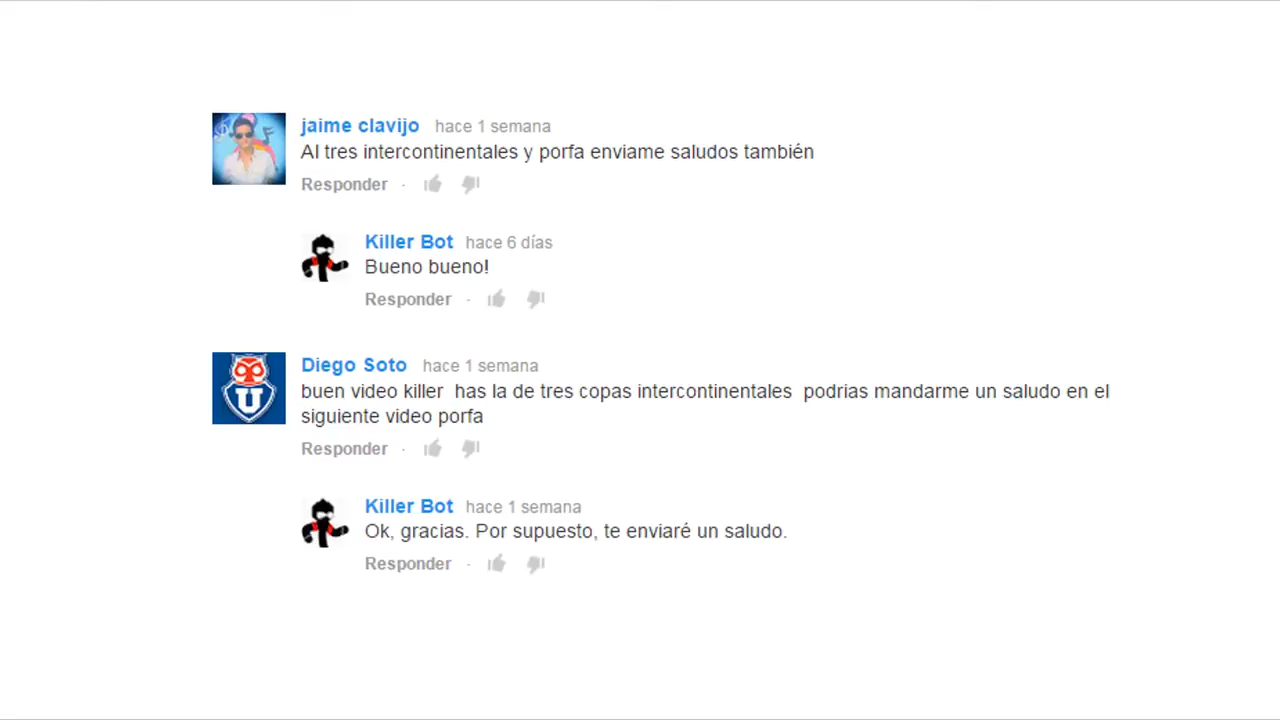 jaime clavijo hace 1 semana
Al tres intercontinentales y porfa enviame saludos también
Responder ·
Killer Bot hace 6 días
Bueno bueno!
Responder ·
Diego Soto hace 1 semana
buen video killer has la de tres copas intercontinentales podrias mandarme un saludo en el
siguiente video porfa
Responder ·
Killer Bot hace 1 semana
Ok, gracias. Por supuesto, te enviaré un saludo.
Responder ·
U